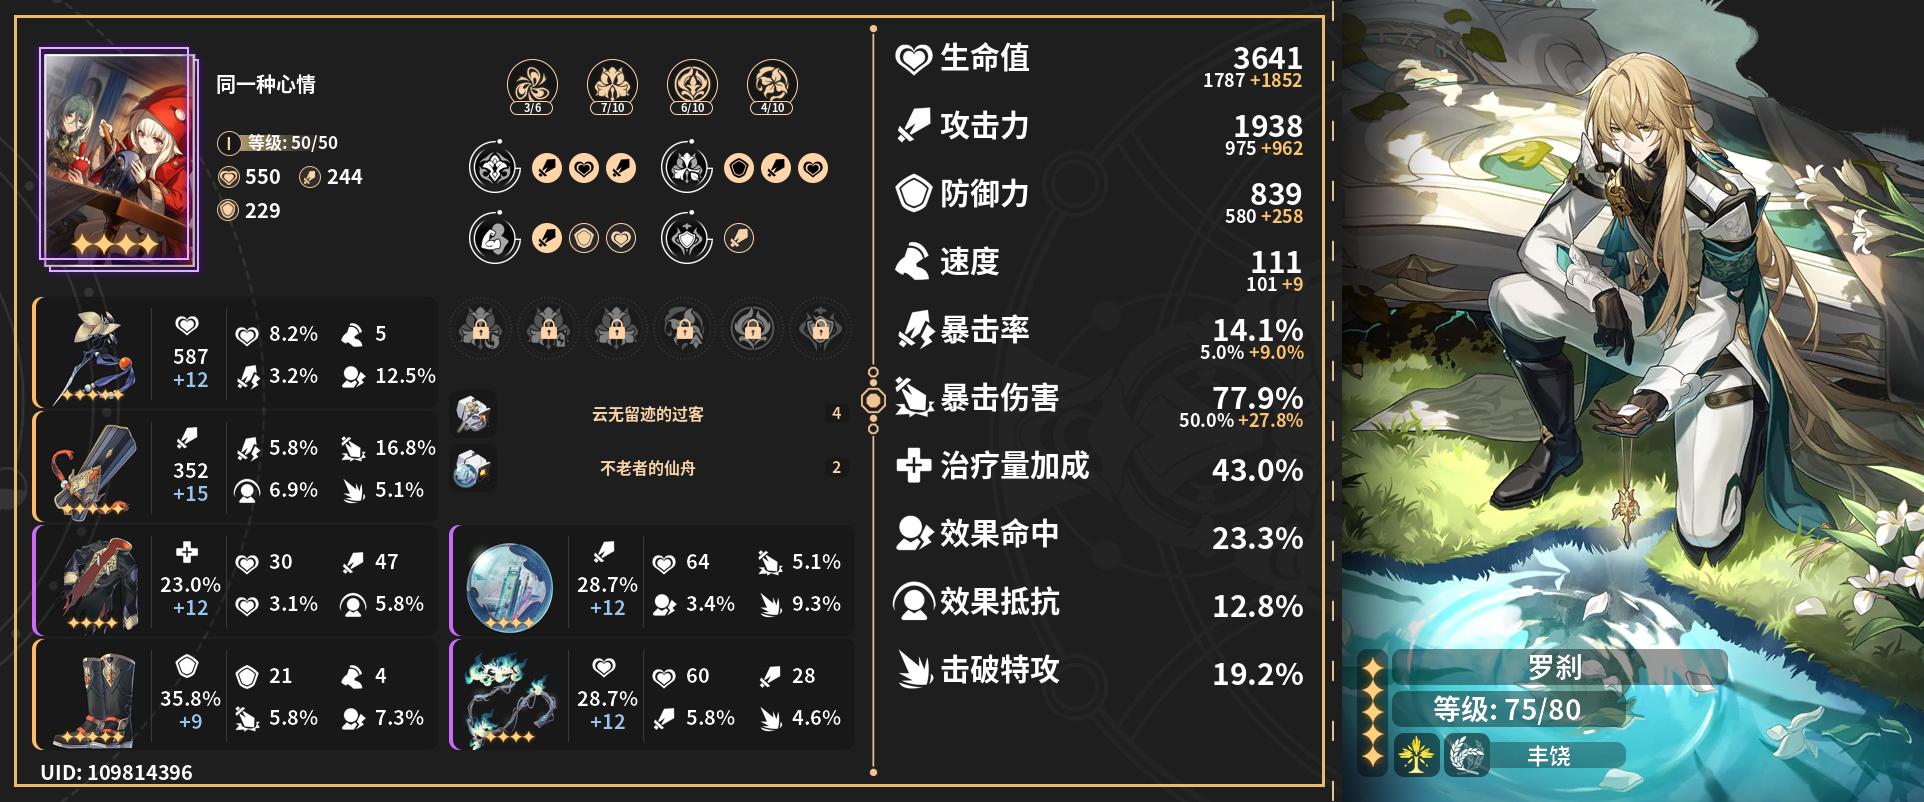 同一种心情
等级: 50/50
550 244
229
3/6 7/10 6/10 4/10
587
+12
8.2% 5
3.2% 12.5%
352
+15
5.8% 16.8%
6.9% 5.1%
23.0%
+12
30 47
3.1% 5.8%
35.8%
+9
21 4
5.8% 7.3%
云无留迹的过客 4
不老者的仙舟 2
28.7%
+12
64 5.1%
3.4% 9.3%
28.7%
+12
60 28
5.8% 4.6%
UID: 109814396
生命值 3641
1787 +1852
攻击力 1938
975 +962
防御力 839
580 +258
速度 111
101 +9
暴击率 14.1%
5.0% +9.0%
暴击伤害 77.9%
50.0% +27.8%
治疗量加成 43.0%
效果命中 23.3%
效果抵抗 12.8%
击破特攻 19.2%
罗刹
等级: 75/80
丰饶